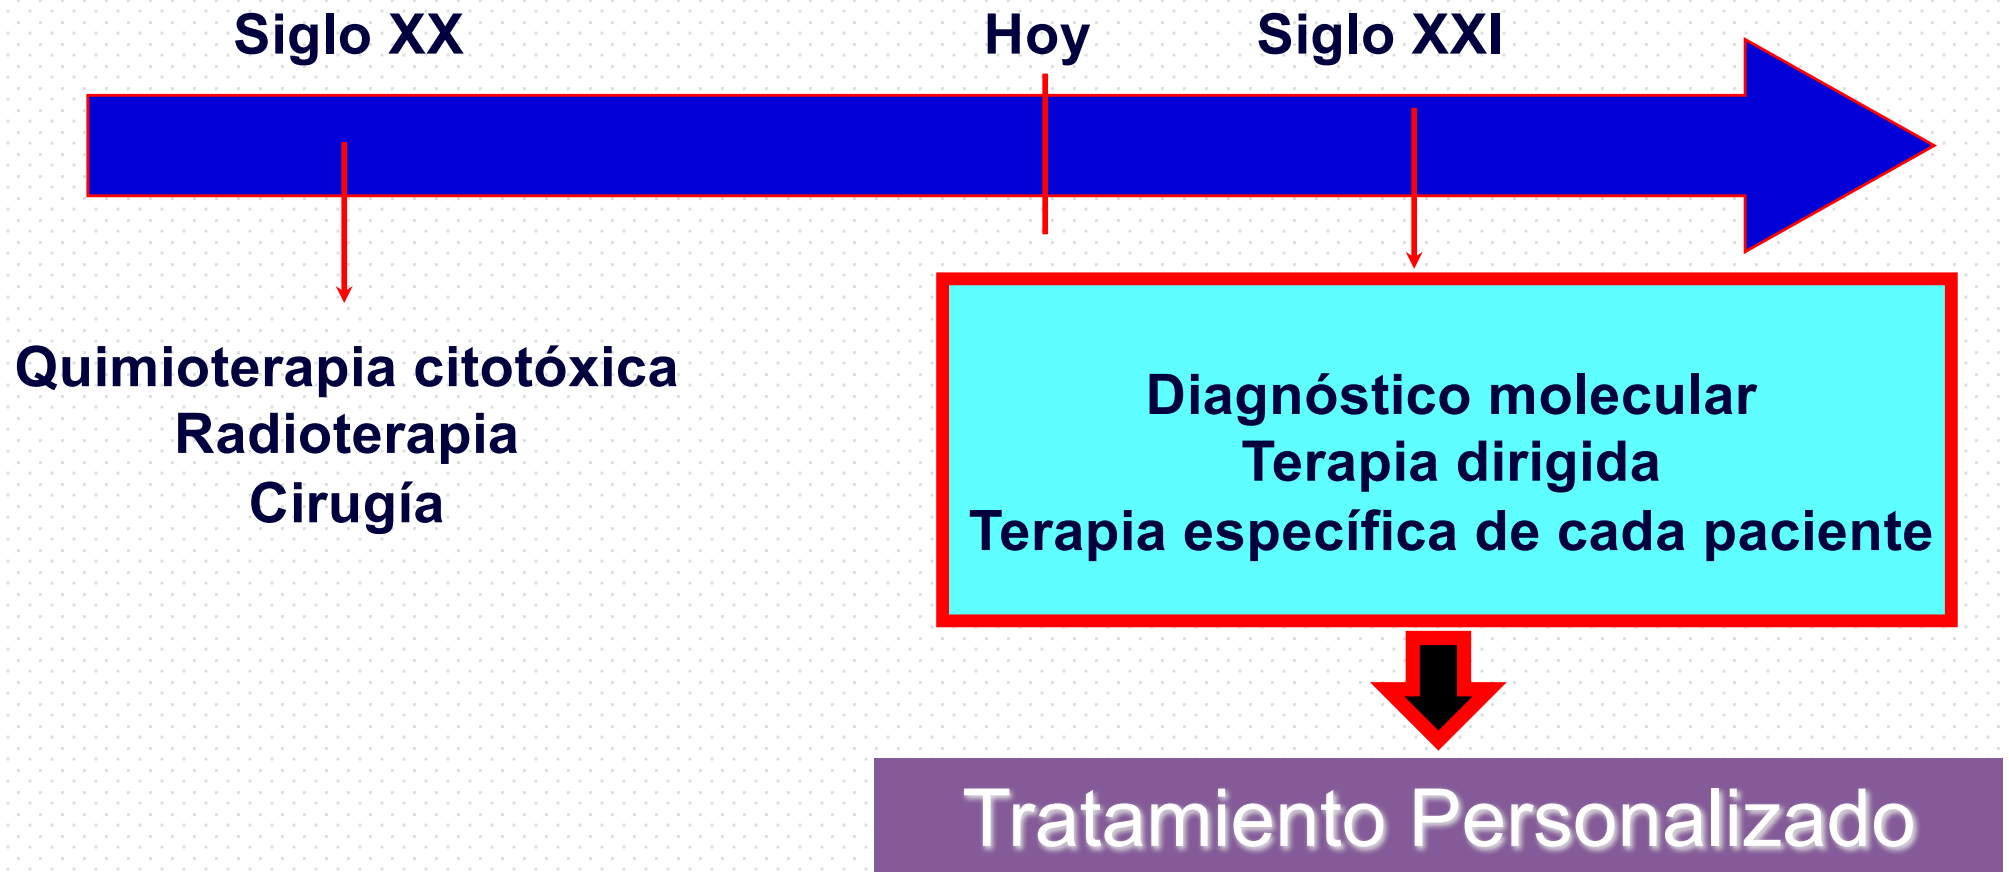 Siglo XX
Hoy
Siglo XXI
Quimioterapia citotóxica
Radioterapia
Cirugía
Diagnóstico molecular
Terapia dirigida
Terapia específica de cada paciente
Tratamiento Personalizado